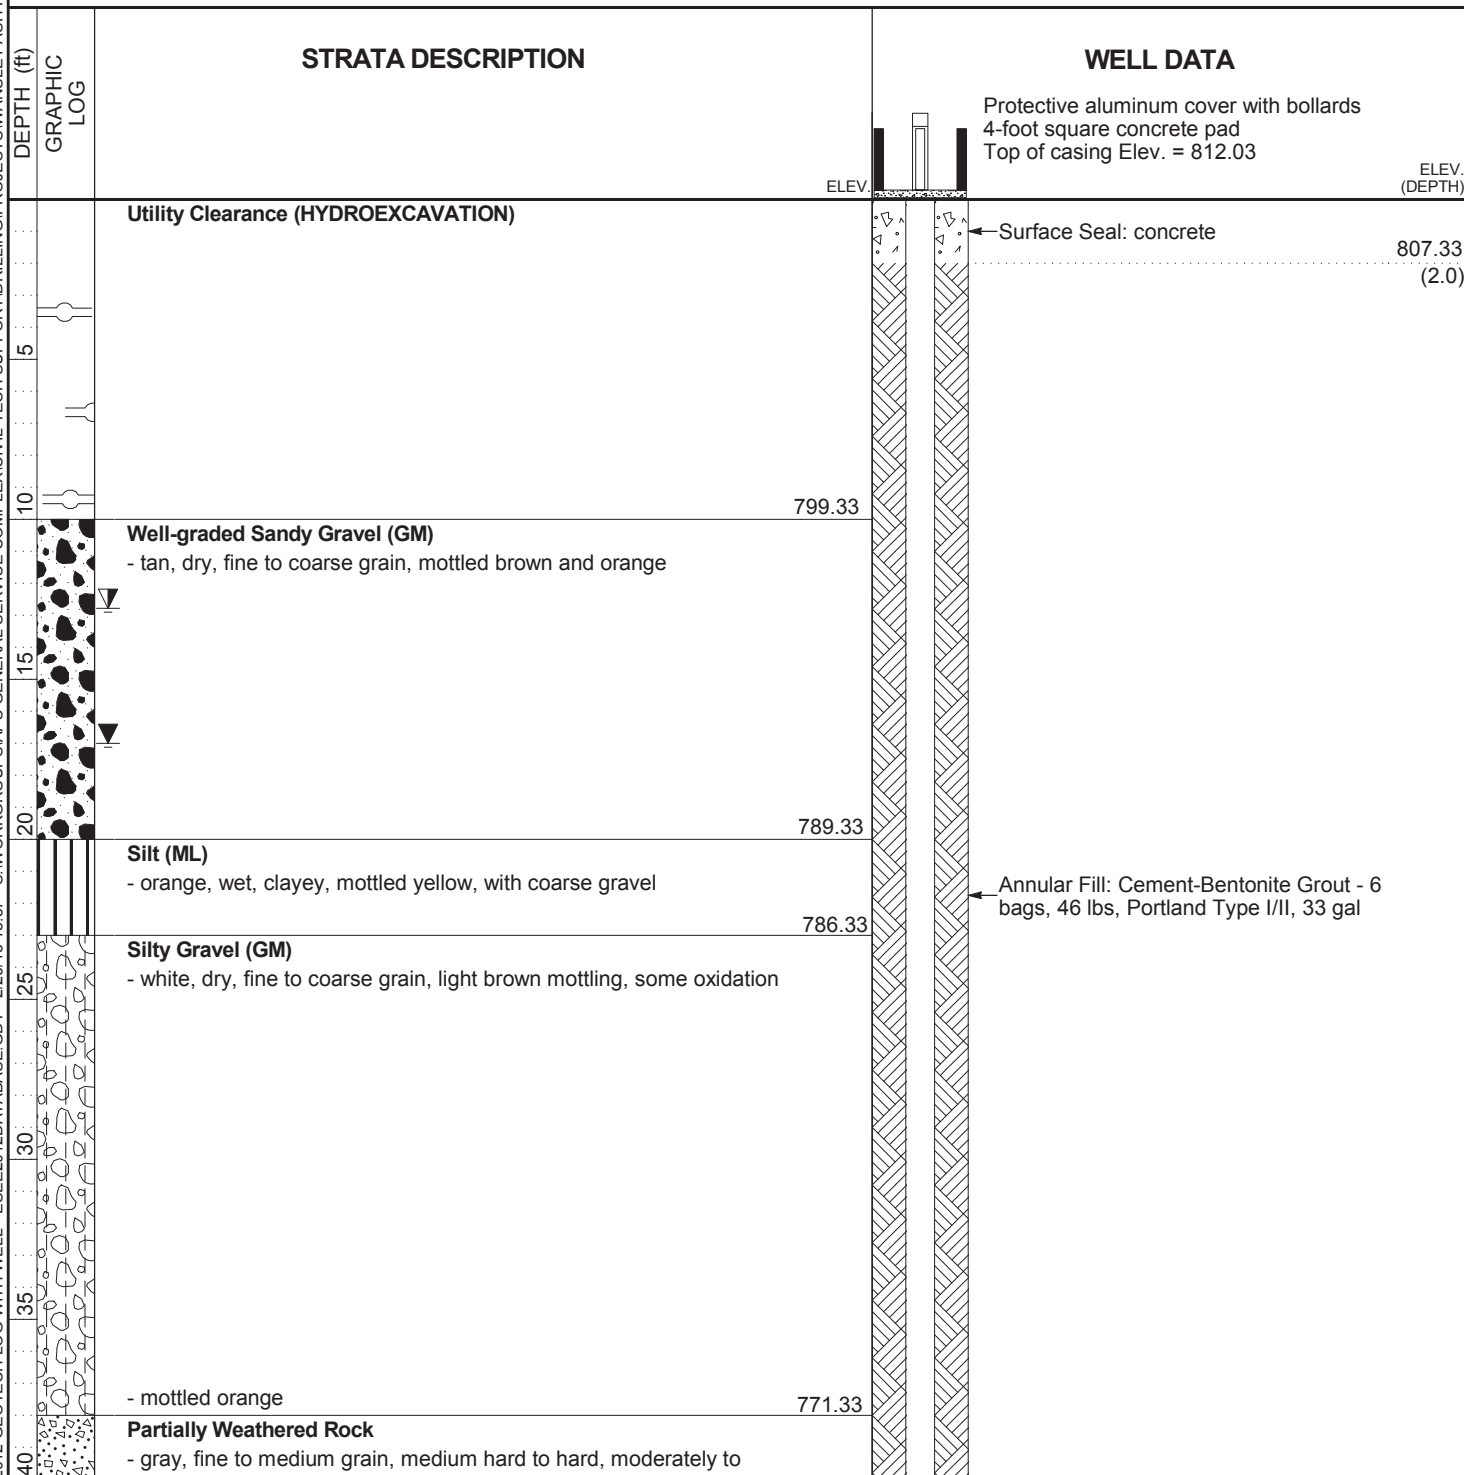 DEPTH (ft)
GRAPHIC
LOG
STRATA DESCRIPTION
ELEV.
WELL DATA
Protective aluminum cover with bollards
4-foot square concrete pad
Top of casing Elev. = 812.03
ELEV.
(DEPTH)
Utility Clearance (HYDROEXCAVATION)
Surface Seal: concrete
807.33
(2.0)
5
10
799.33
Well-graded Sandy Gravel (GM)
- tan, dry, fine to coarse grain, mottled brown and orange
15
20
789.33
Silt (ML)
- orange, wet, clayey, mottled yellow, with coarse gravel
Annular Fill: Cement-Bentonite Grout - 6
bags, 46 lbs, Portland Type I/II, 33 gal
786.33
Silty Gravel (GM)
- white, dry, fine to coarse grain, light brown mottling, some oxidation
25
30
35
- mottled orange
771.33
Partially Weathered Rock
- gray, fine to medium grain, medium hard to hard, moderately to
40